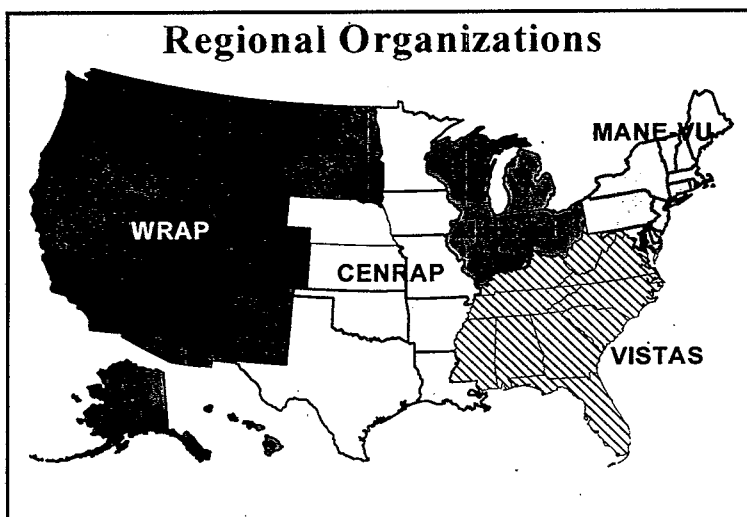 Regional Organizations
MANE-VU
WRAP
CENRAP
VISTAS